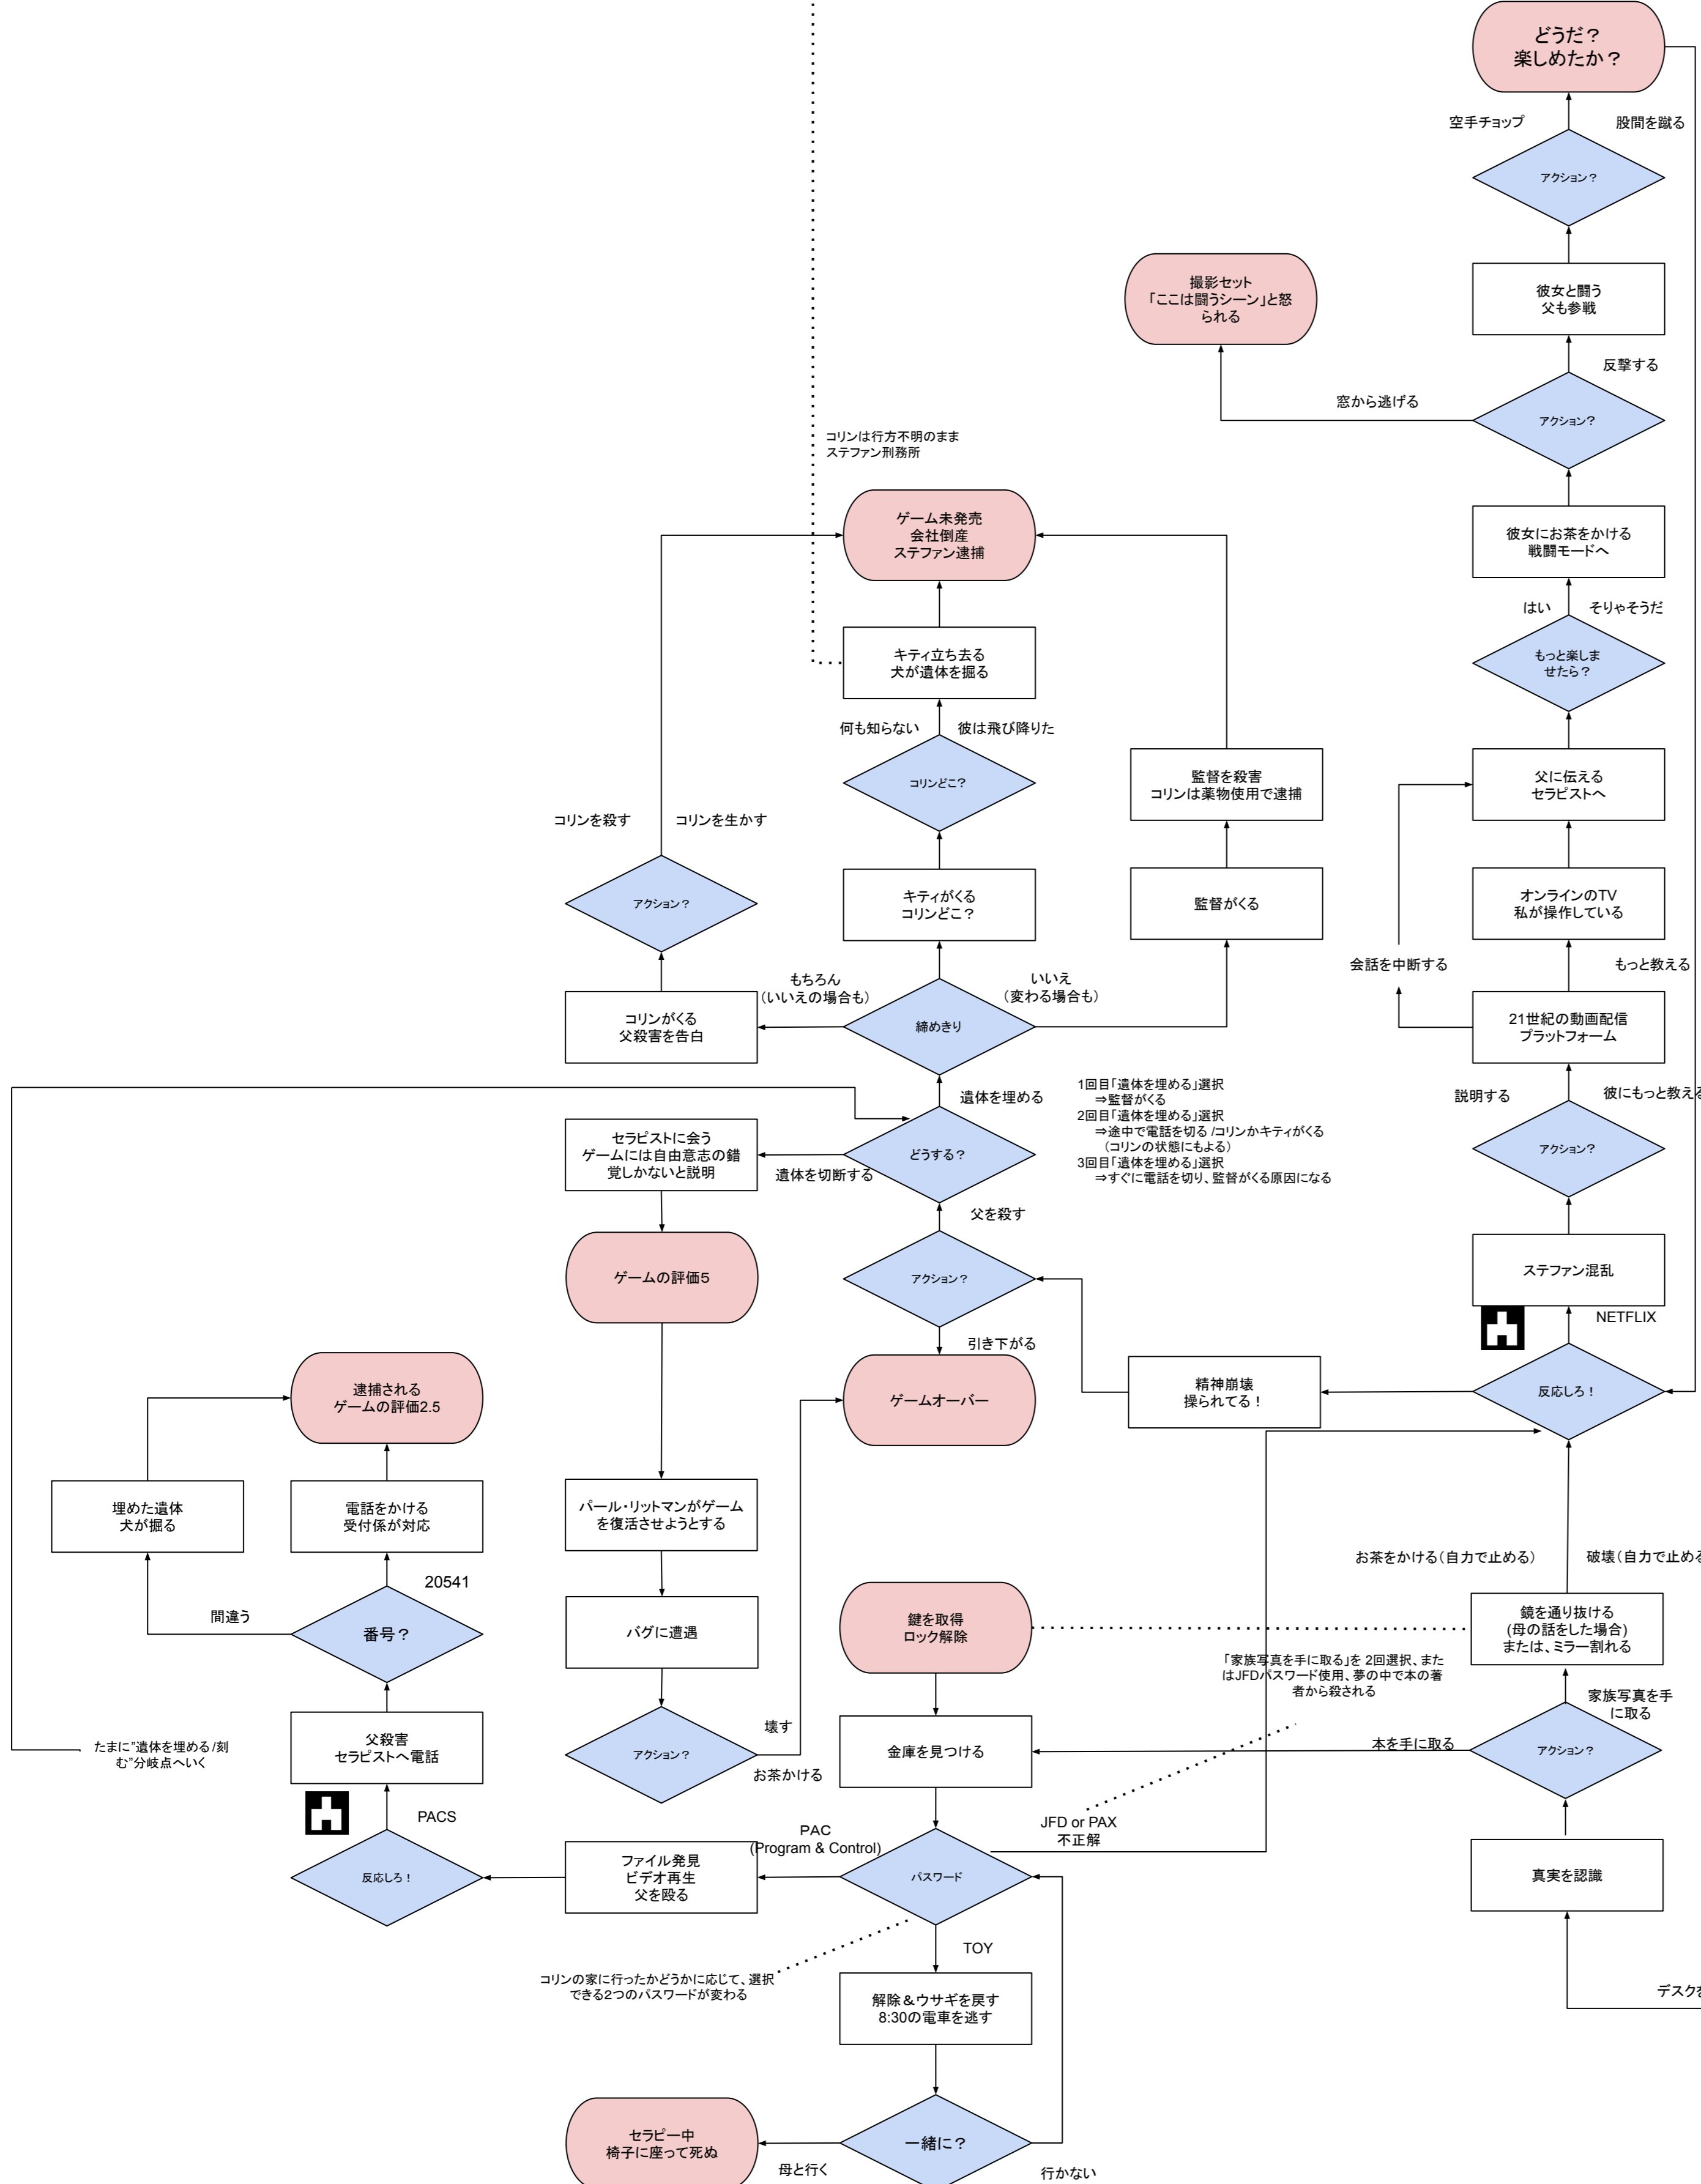 どうだ？
楽しめたか？
空手チョップ
股間を蹴る
アクション？
彼女と闘う
父も参戦
撮影セット
「ここは闘うシーン」と怒
られる
反撃する
窓から逃げる
アクション？
コリンは行方不明のまま
ステファン刑務所
ゲーム未発売
会社倒産
ステファン逮捕
彼女にお茶をかける
戦闘モードへ
はい
そりゃそうだ
キティ立ち去る
犬が遺体を掘る
もっと楽しま
せたら？
何も知らない
彼は飛び降りた
コリンどこ？
監督を殺害
コリンは薬物使用で逮捕
父に伝える
セラピストへ
コリンを殺す
コリンを生かす
アクション？
キティがくる
コリンどこ？
監督がくる
オンラインのTV
私が操作している
会話を中断する
もっと教える
もちろん
（いいえの場合も）
いいえ
（変わる場合も）
コリンがくる
父殺害を告白
締めきり
21世紀の動画配信
プラットフォーム
遺体を埋める
1回目「遺体を埋める」選択
⇒監督がくる
2回目「遺体を埋める」選択
⇒途中で電話を切る /コリンかキティがくる
（コリンの状態にもよる）
3回目「遺体を埋める」選択
⇒すぐに電話を切り、監督がくる原因になる
説明する
彼にもっと教える
セラピストに会う
ゲームには自由意志の錯
覚しかないと説明
どうする？
アクション？
遺体を切断する
父を殺す
ゲームの評価５
アクション？
ステファン混乱
NETFLIX
引き下がる
逮捕される
ゲームの評価2.5
ゲームオーバー
精神崩壊
操られてる！
反応しろ！
埋めた遺体
犬が掘る
電話をかける
受付係が対応
パール・リットマンがゲーム
を復活させようとする
お茶をかける（自力で止める）
破壊（自力で止める
20541
間違う
番号？
バグに遭遇
鍵を取得
ロック解除
鏡を通り抜ける
(母の話をした場合)
または、ミラー割れる
「家族写真を手に取る」を 2回選択、また
はJFDパスワード使用、夢の中で本の著
者から殺される
家族写真を手
に取る
たまに”遺体を埋める /刻
む”分岐点へいく
父殺害
セラピストへ電話
壊す
アクション？
お茶かける
金庫を見つける
本を手に取る
アクション？
PACS
PAC
(Program & Control)
JFD or PAX
不正解
反応しろ！
ファイル発見
ビデオ再生
父を殴る
パスワード
真実を認識
TOY
コリンの家に行ったかどうかに応じて、選択
できる2つのパスワードが変わる
解除＆ウサギを戻す
8:30の電車を逃す
デスクを
セラピー中
椅子に座って死ぬ
一緒に？
母と行く
行かない